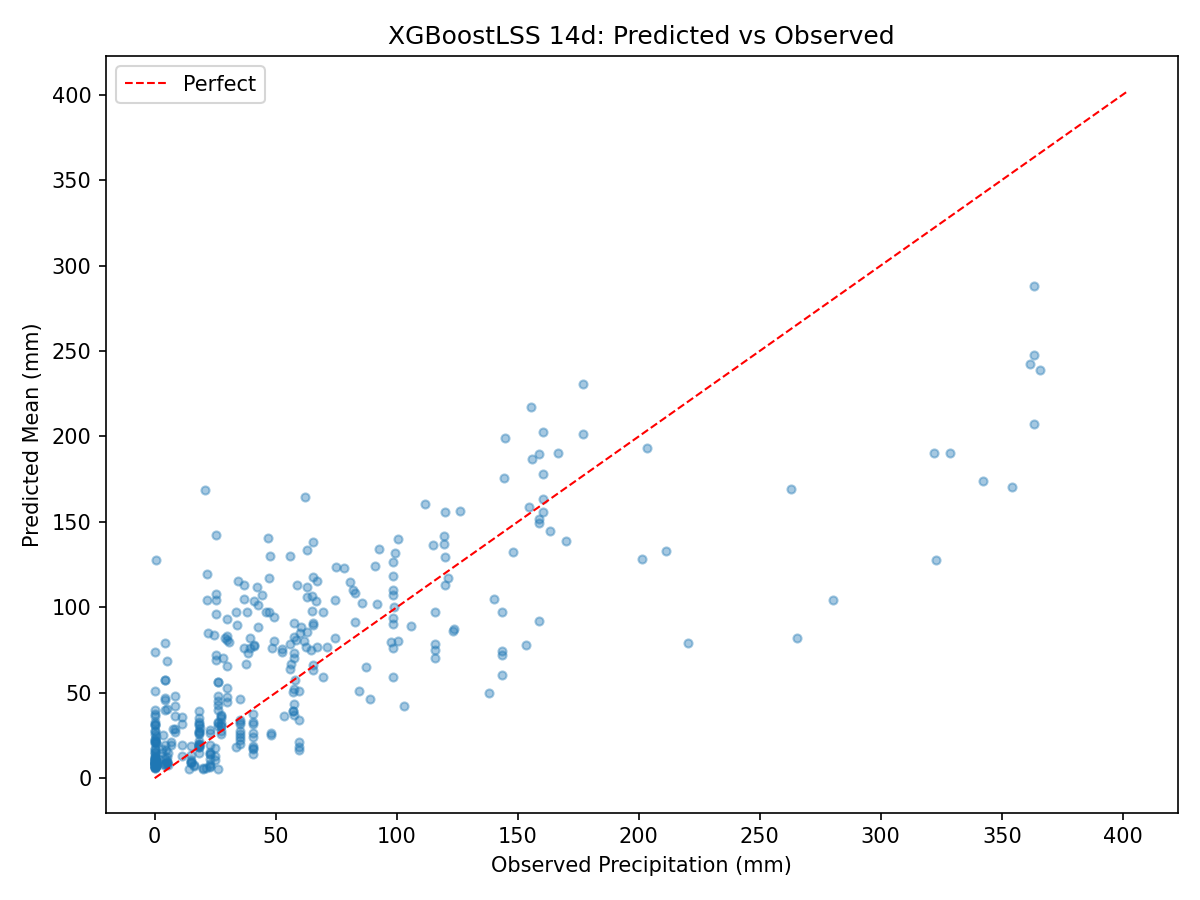 XGBoostLSS 14d: Predicted vs Observed
Perfect
400
350
300
250
200
150
100
50
0
Predicted Mean (mm)
0 50 100 150 200 250 300 350 400
Observed Precipitation (mm)